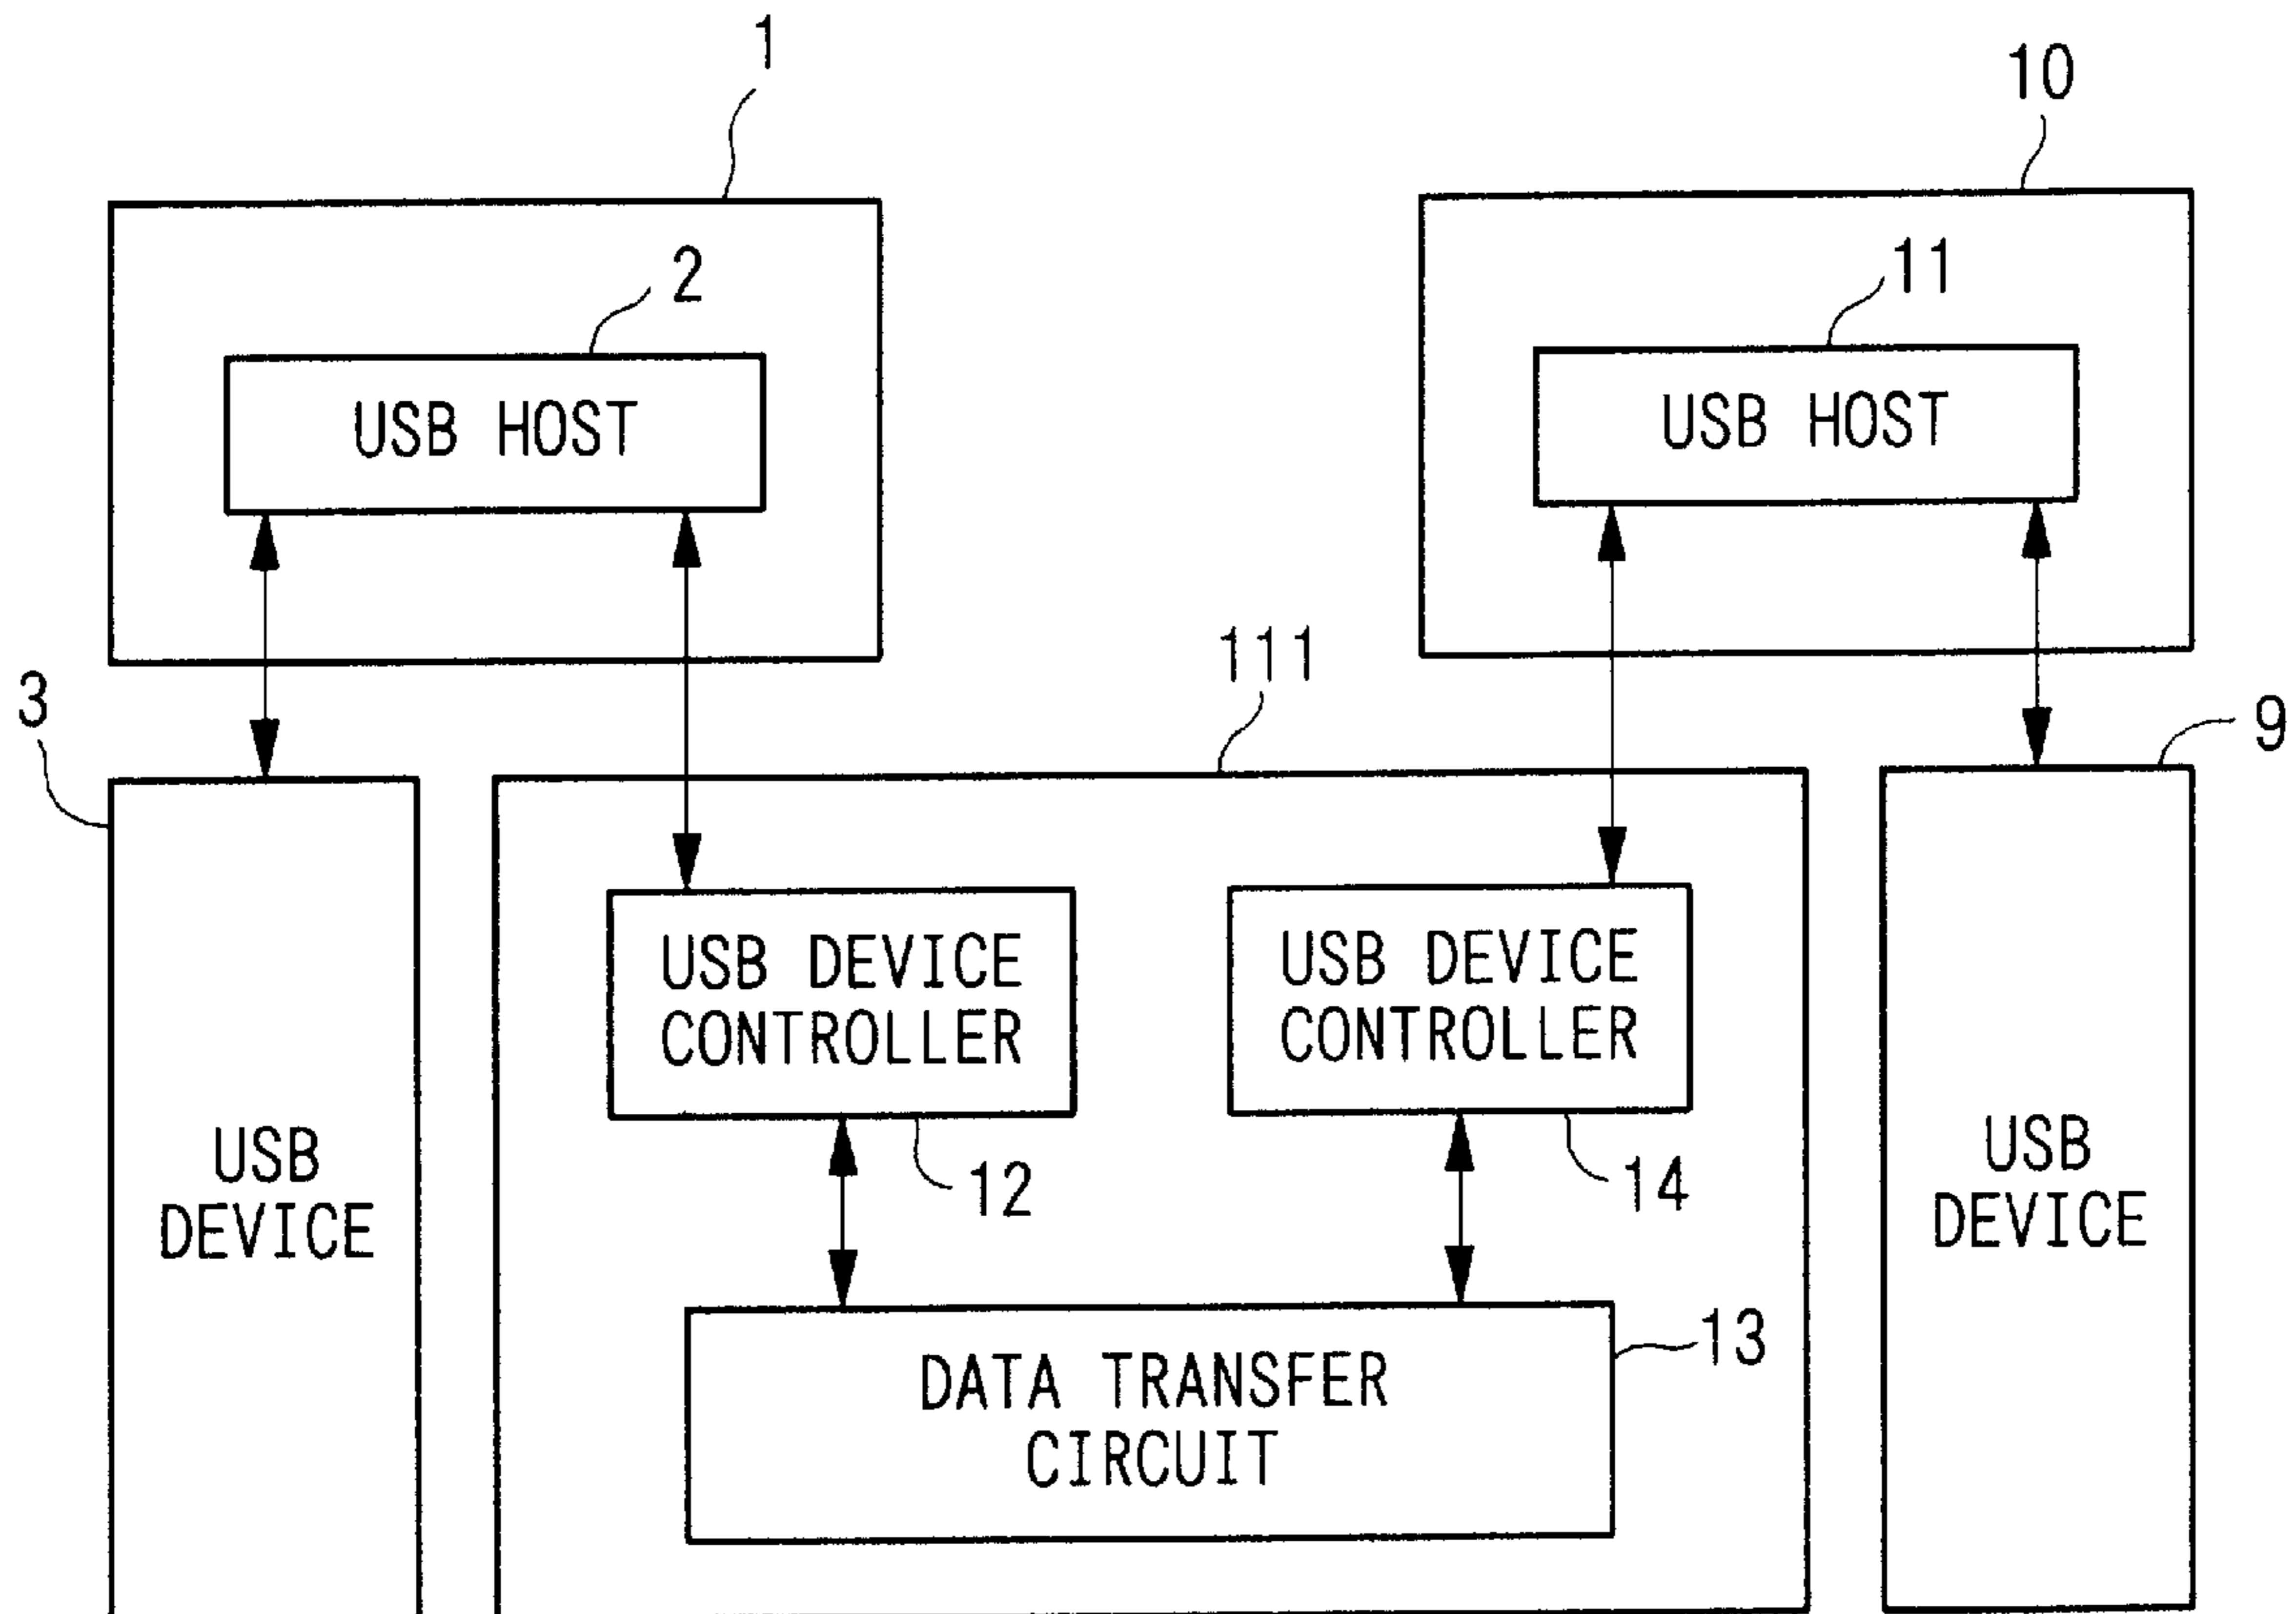 1
10
2
11
USB HOST
USB HOST
111
3
9
USB DEVICE
CONTROLLER
USB DEVICE
CONTROLLER
USB
DEVICE
12
14
USB
DEVICE
13
DATA TRANSFER
CIRCUIT